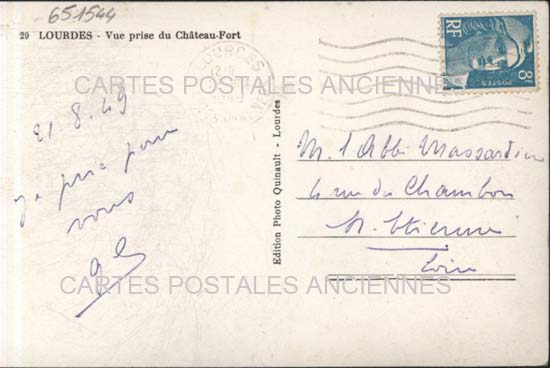 651544
29 LOURDES - Vue prise du Château-Fort
RF
8F
POSTES
LOURDES
CARTES POSTALES ANCIENNES
21.8.49
Je prie pour
vous
Edition Photo Quinault - Lourdes
M. l'Abbé Massardier
4 rue du Chambon
St. Etienne
Loire
CARTES POSTALES ANCIENNES